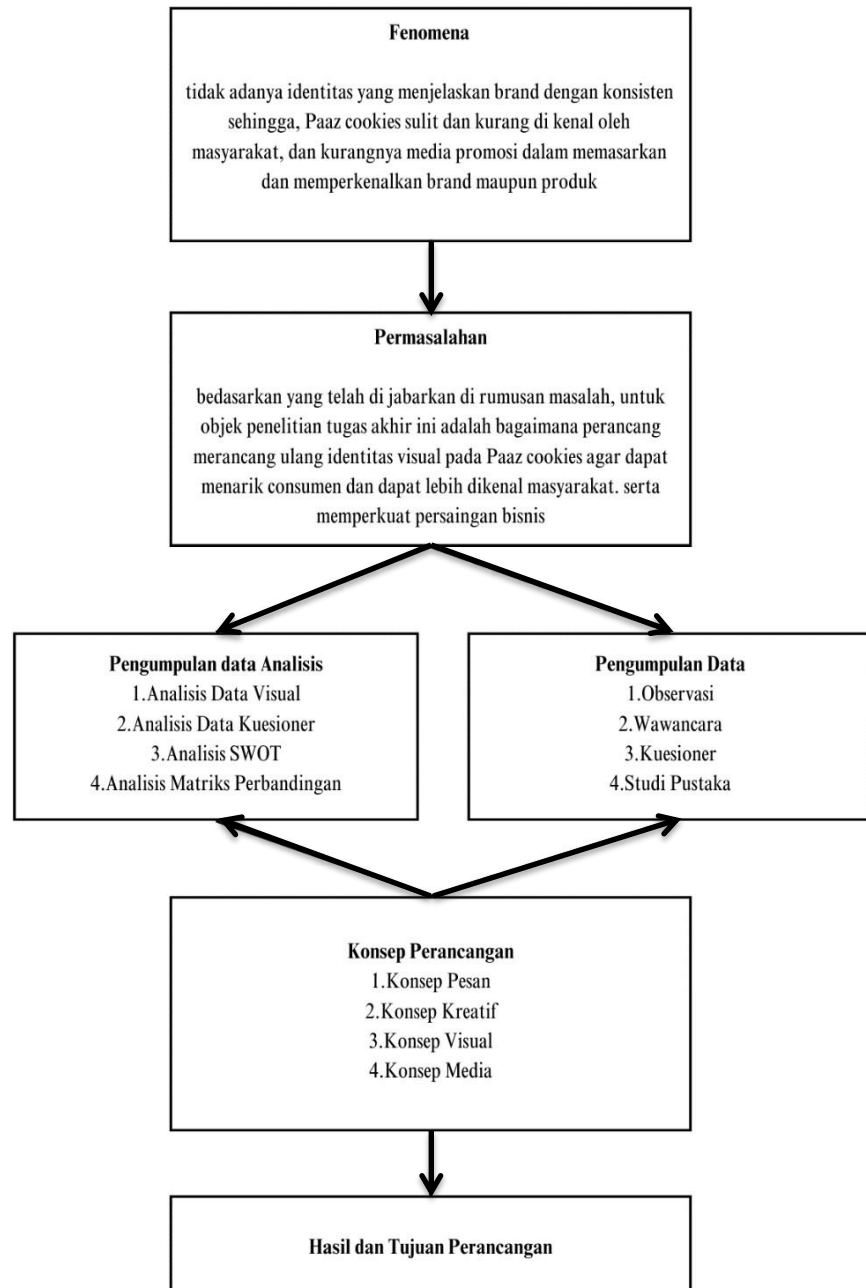 Fenomena
tidak adanya identitas yang menjelaskan brand dengan konsisten
sehingga, Paaz cookies sulit dan kurang di kenal oleh
masyarakat, dan kurangnya media promosi dalam memasarkan
dan memperkenalkan brand maupun produk
Permasalahan
bedasarkan yang telah di jabarkan di rumusan masalah, untuk
objek penelitian tugas akhir ini adalah bagaimana perancang
merancang ulang identitas visual pada Paaz cookies agar dapat
menarik consumen dan dapat lebih dikenal masyarakat. serta
memperkuat persaingan bisnis
Pengumpulan data Analisis
1.Analisis Data Visual
2.Analisis Data Kuesioner
3.Analisis SWOT
4.Analisis Matriks Perbandingan
Pengumpulan Data
1.Observasi
2.Wawancara
3.Kuesioner
4.Studi Pustaka
Konsep Perancangan
1.Konsep Pesan
2.Konsep Kreatif
3.Konsep Visual
4.Konsep Media
Hasil dan Tujuan Perancangan